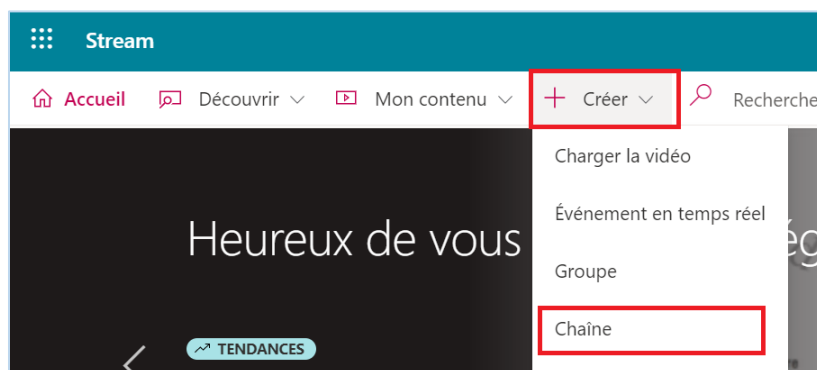 Stream
Accueil Découvrir Mon contenu Créer Recherche
Charger la vidéo
Événement en temps réel
Heureux de vous
Groupe
Chaîne
TENDANCES